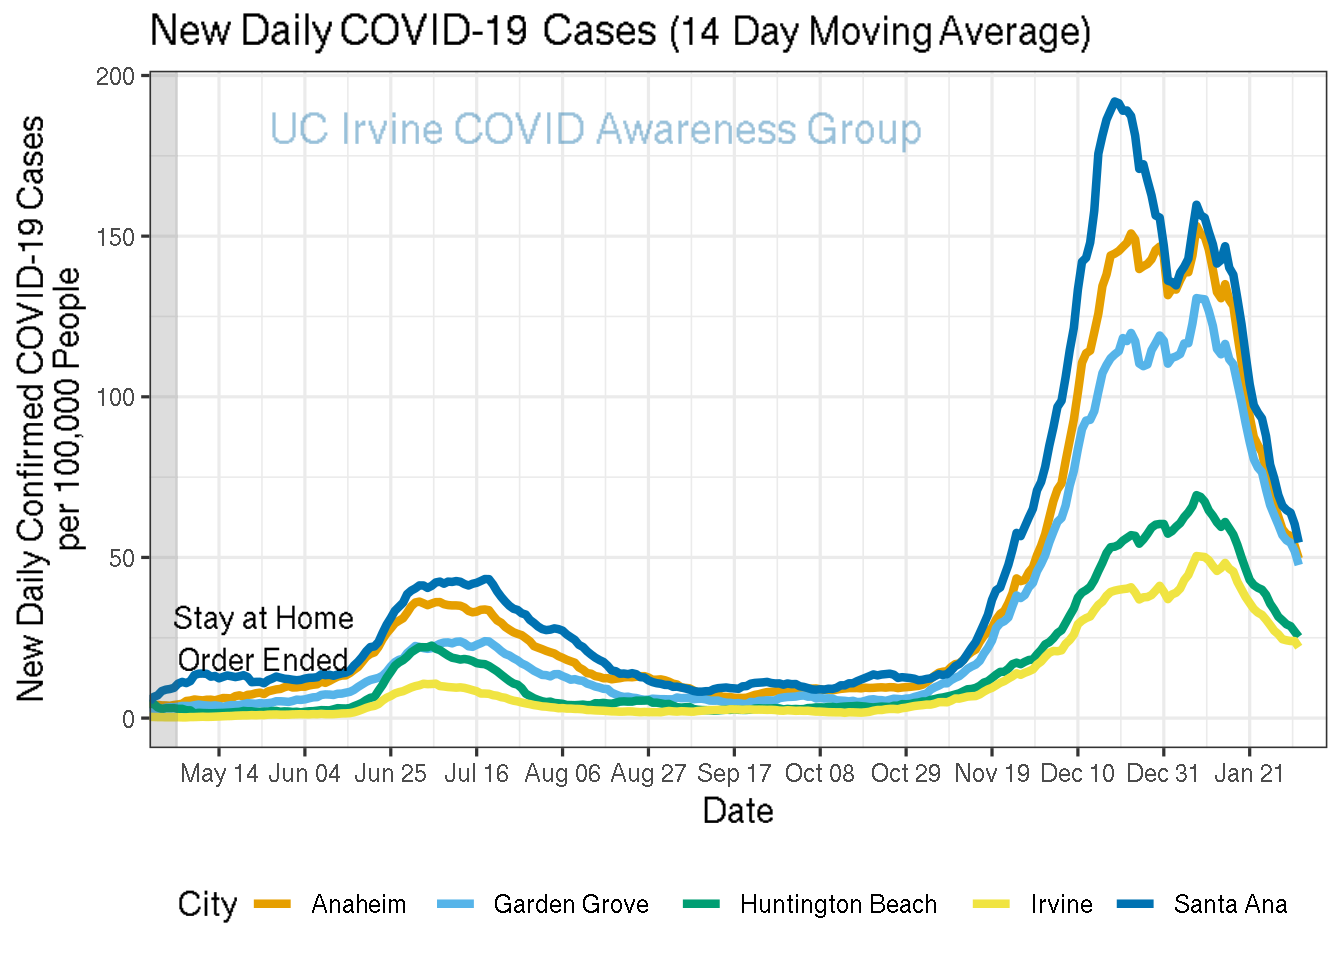 New Daily COVID-19 Cases (14 Day Moving Average)
UC Irvine COVID Awareness Group
New Daily Confirmed COVID-19 Cases
per 100,000 People
200
150
100
50
0
Stay at Home
Order Ended
May 14 Jun 04 Jun 25 Jul 16 Aug 06 Aug 27 Sep 17 Oct 08 Oct 29 Nov 19 Dec 10 Dec 31 Jan 21
Date
City Anaheim Garden Grove Huntington Beach Irvine Santa Ana